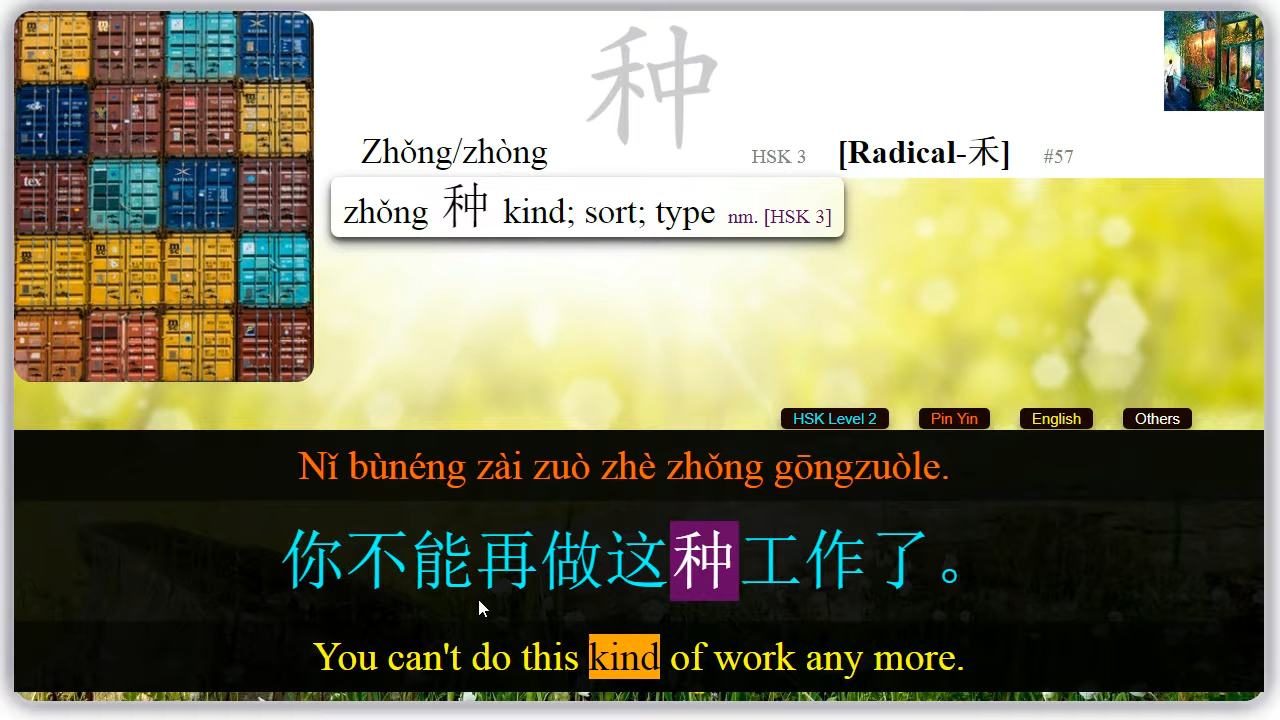 种
Zhǒng/zhòng
HSK 3
[Radical-禾]
#57
zhǒng 种 kind; sort; type nm. [HSK 3]
tex
HSK Level 2
Pin Yin
English
Others
Nǐ bùnéng zài zuò zhè zhǒng gōngzuòle.
你不能再做这种工作了。
You can't do this kind of work any more.